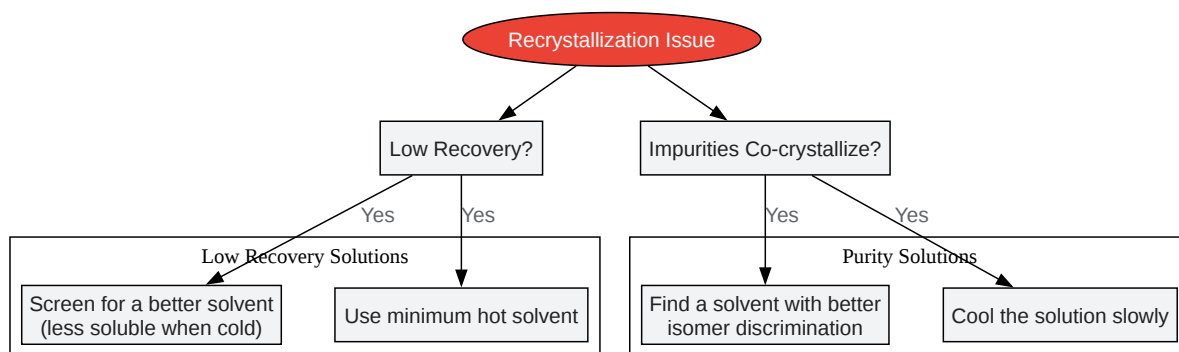 Recrystallization Issue
Low Recovery?
Impurities Co-crystallize?
Yes
Yes
Yes
Yes
Low Recovery Solutions
Purity Solutions
Screen for a better solvent
(less soluble when cold)
Use minimum hot solvent
Find a solvent with better
isomer discrimination
Cool the solution slowly